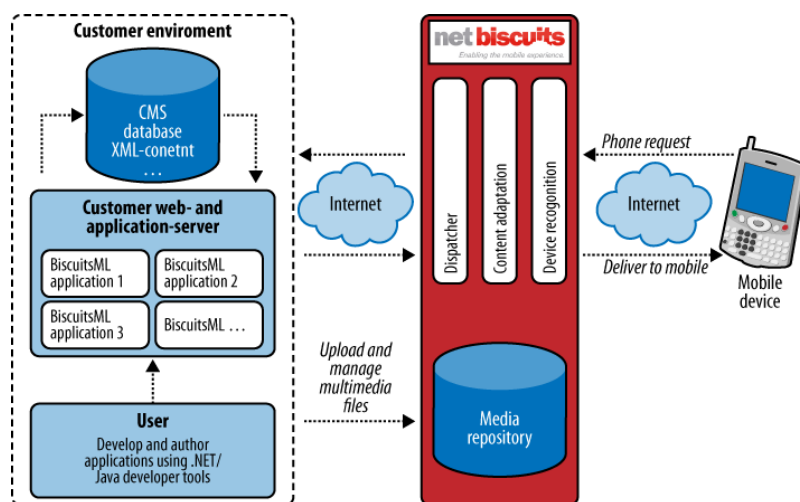 Customer enviroment
CMS
database
XML-conetnt
...
Customer web- and
application-server
BiscuitsML
application 1
BiscuitsML
application 2
BiscuitsML
application 3
BiscuitsML ...
User
Develop and author
applications using .NET/
Java developer tools
Internet
Upload and
manage
multimedia
files
netbiscuits
Enabling the mobile experience.
Dispatcher
Content adaptation
Device recogonition
Media
repository
Phone request
Internet
Deliver to mobile
Mobile
device